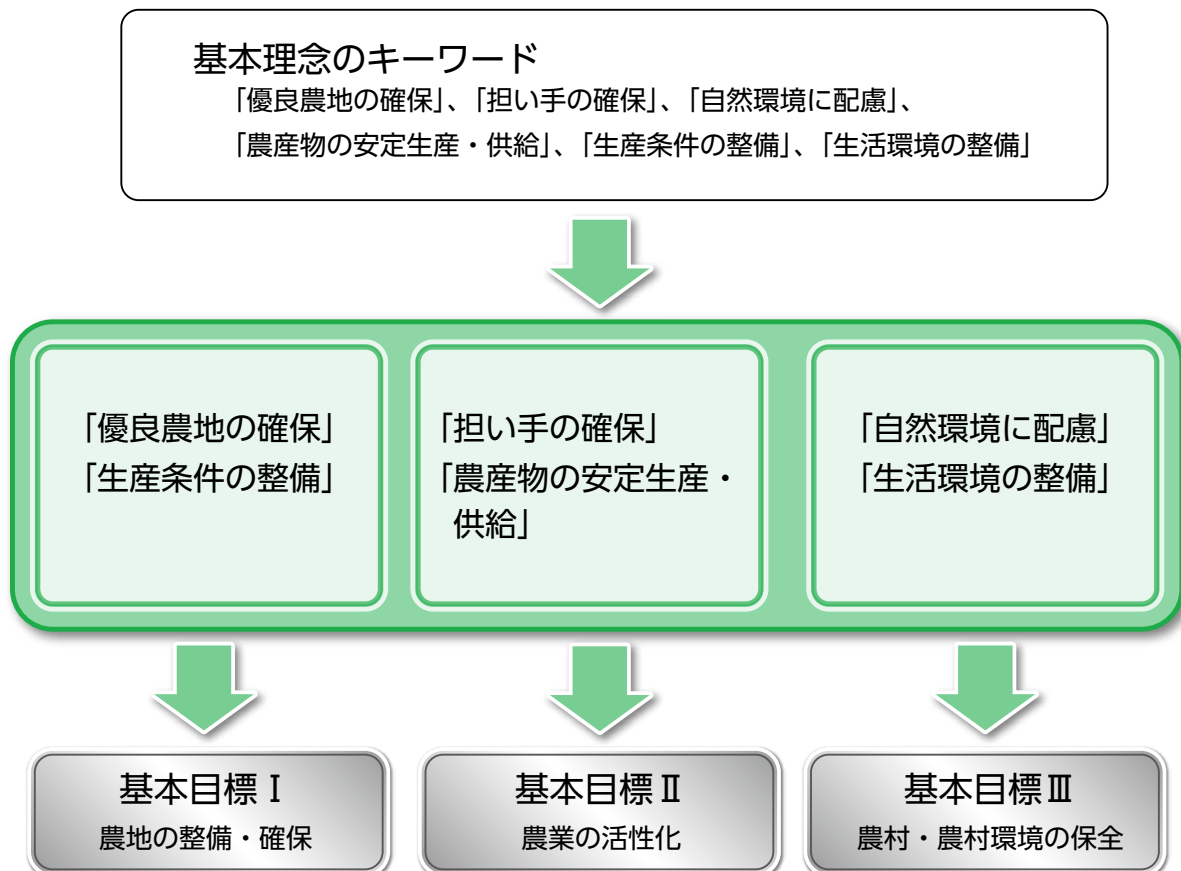 基本理念のキーワード
「優良農地の確保」、「担い手の確保」、「自然環境に配慮」、
「農産物の安定生産・供給」、「生産条件の整備」、「生活環境の整備」
「優良農地の確保」
「生産条件の整備」
「担い手の確保」
「農産物の安定生産・
供給」
「自然環境に配慮」
「生活環境の整備」
基本目標Ⅰ
農地の整備・確保
基本目標Ⅱ
農業の活性化
基本目標Ⅲ
農村・農村環境の保全